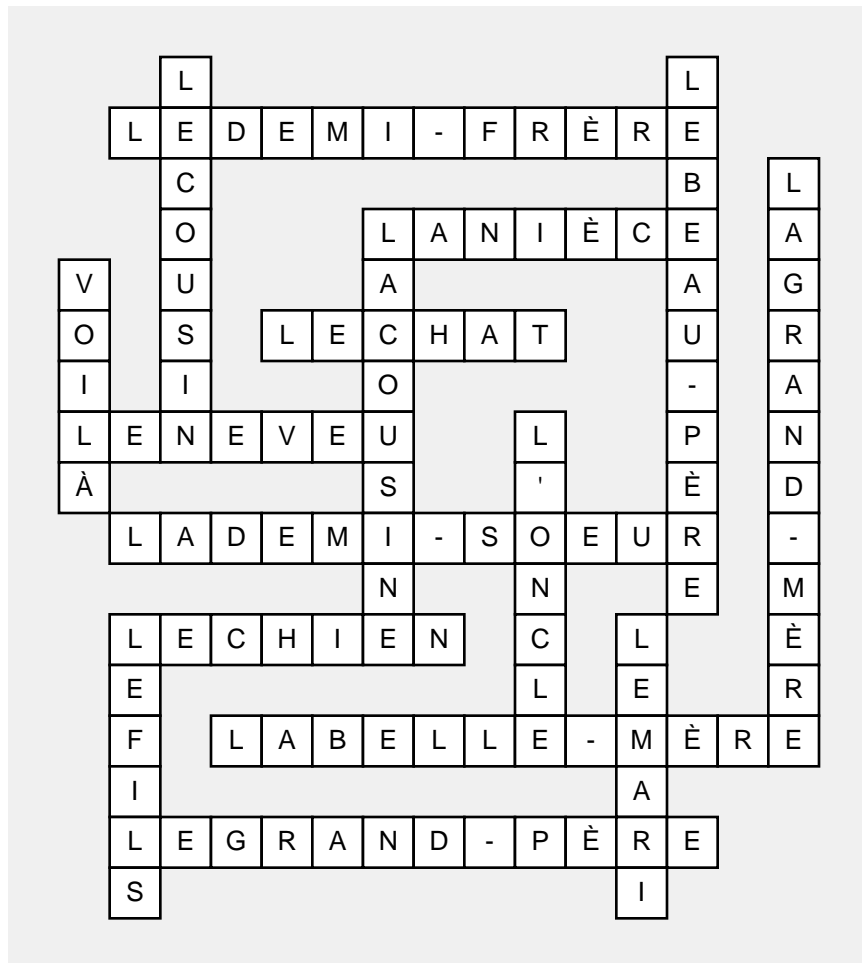 LECOUSIN
LEBEAU-PÈRE
LEDEMI-FRÈRE
LAGRAND-MÈRE
LANIÈCE
LACOUSINE
VOILÀ
LECHAT
LENEVEU
L'ONCLE
LADEMI-SOEUR
LECHIEN
LEFILS
LEMARI
LABELLE-MÈRE
LEGRAND-PÈRE